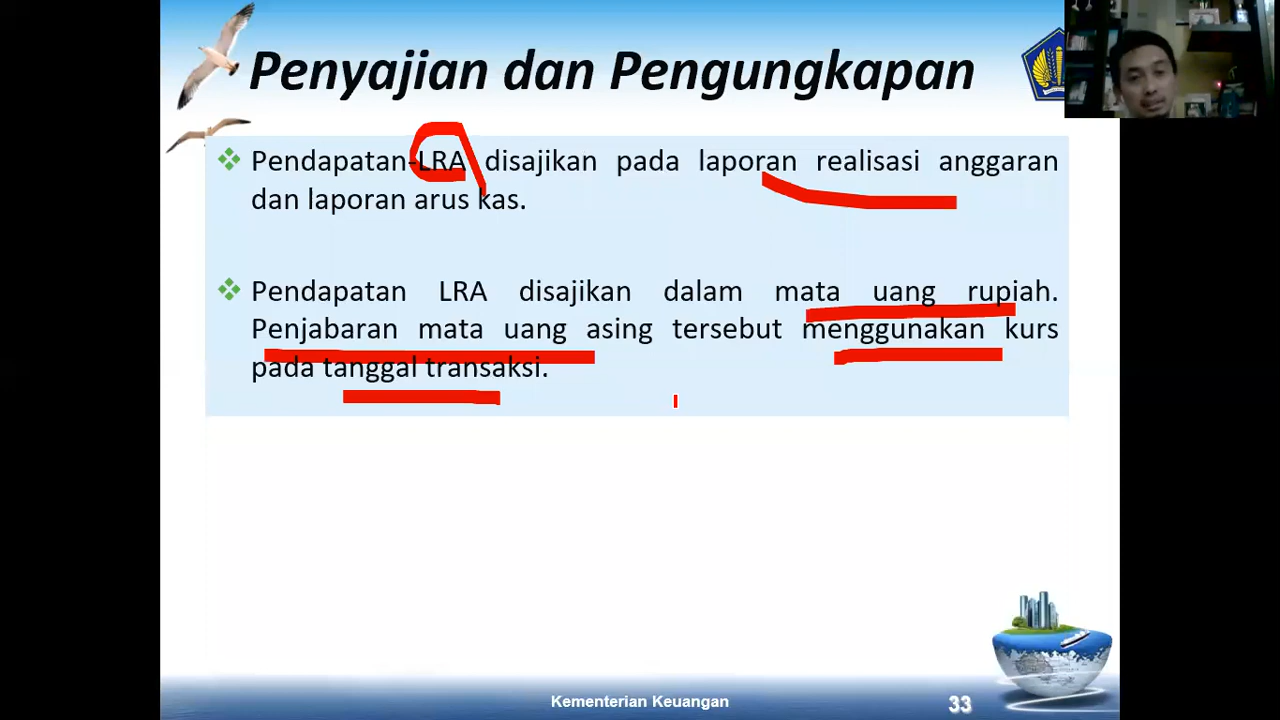 Penyajian dan Pengungkapan
Pendapatan-LRA disajikan pada laporan realisasi anggaran
dan laporan arus kas.
Pendapatan LRA disajikan dalam mata uang rupiah.
Penjabaran mata uang asing tersebut menggunakan kurs
pada tanggal transaksi.
Kementerian Keuangan
33